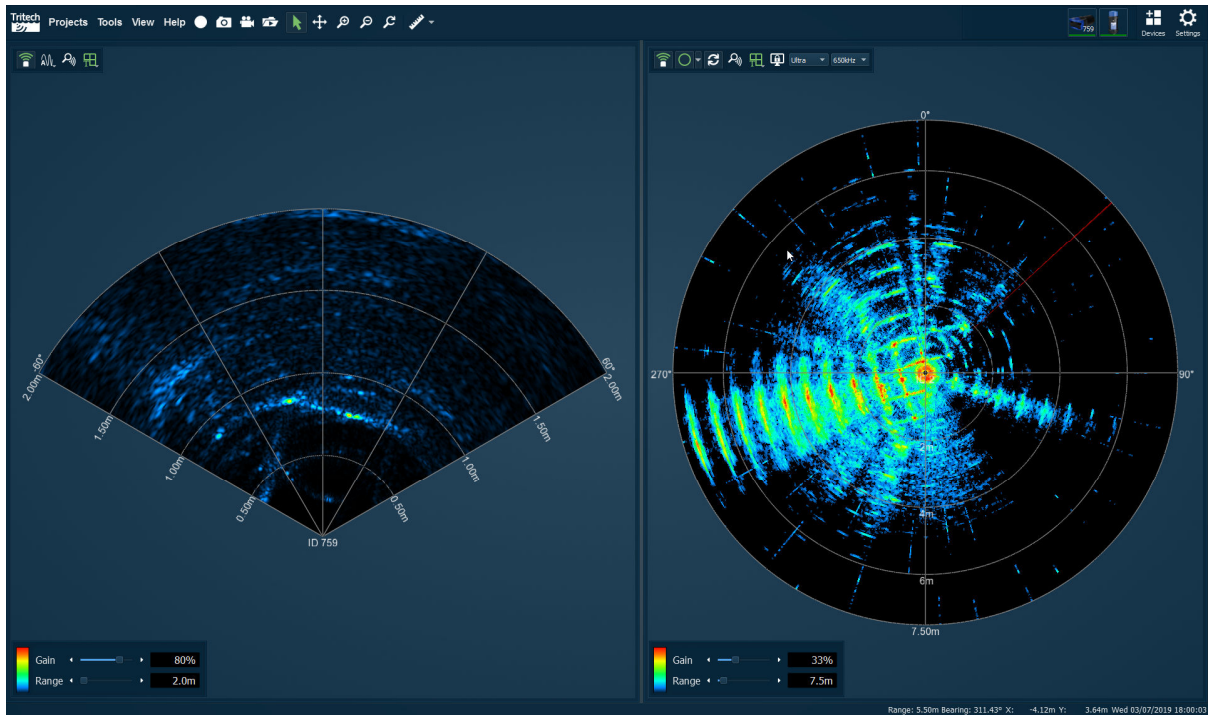 Tritech Projects Tools View Help
759
Devices Settings
Ultra 650kHz
0°
270° 90°
2m
4m
6m
7.50m
60° 60°
2.00m 2.00m
1.50m 1.50m
1.00m 1.00m
0.50m 0.50m
ID 759
Gain 80%
Range 2.0m
Gain 33%
Range 7.5m
Range: 5.50m Bearing: 311.43° X: -4.12m Y: 3.64m Wed 03/07/2019 18:00:03